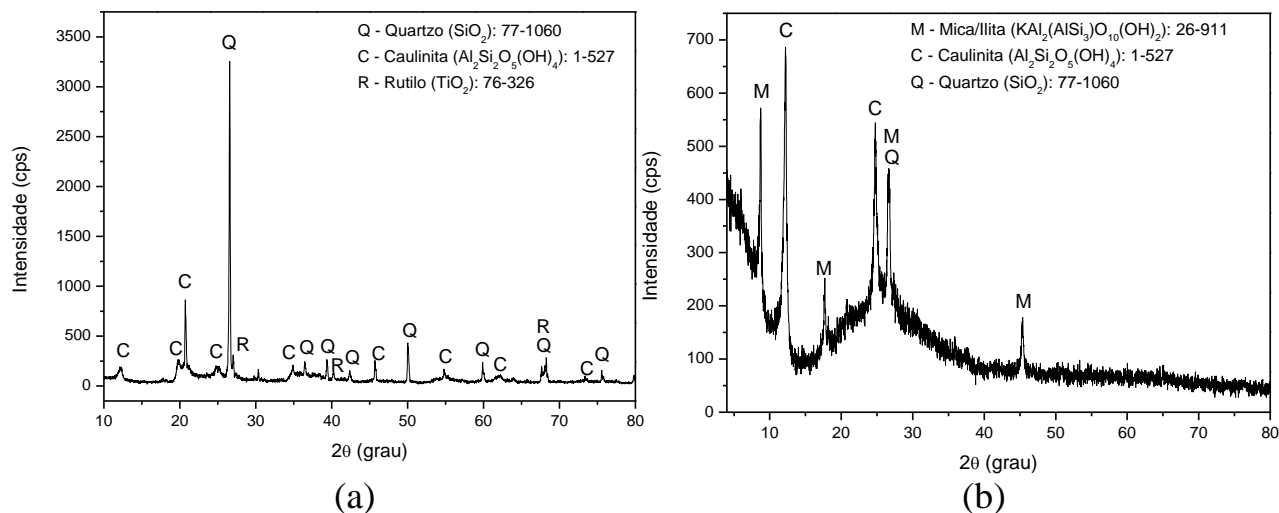 Q - Quartzo (SiO₂): 77-1060
C - Caulinita (Al₂Si₂O₅(OH)₄): 1-527
R - Rutilo (TiO₂): 76-326
Intensidade (cps)
3500
3000
2500
2000
1500
1000
500
0
Q
C
C C C R C Q Q R Q C Q C Q C R Q C Q
10 20 30 40 50 60 70 80
2θ (grau)
(a)
M - Mica/Ilita (KAl₂(AlSi₃)O₁₀(OH)₂): 26-911
C - Caulinita (Al₂Si₂O₅(OH)₄): 1-527
Q - Quartzo (SiO₂): 77-1060
Intensidade (cps)
700
600
500
400
300
200
100
0
M C M C M Q M
10 20 30 40 50 60 70 80
2θ (grau)
(b)